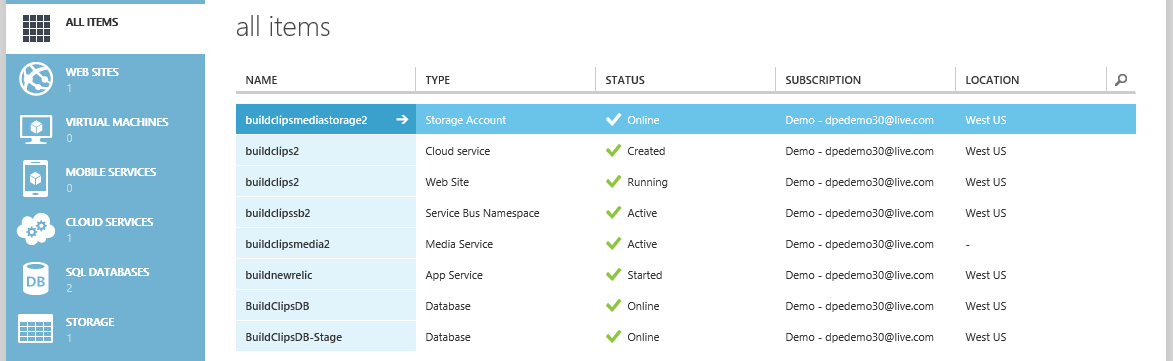 ALL ITEMS
WEB SITES
1
VIRTUAL MACHINES
0
MOBILE SERVICES
0
CLOUD SERVICES
1
DB
SQL DATABASES
2
STORAGE
1
all items
NAME TYPE STATUS SUBSCRIPTION LOCATION
buildclipsmediastorage2 Storage Account Online Demo - dpedemo30@live.com West US
buildclips2 Cloud service Created Demo - dpedemo30@live.com West US
buildclips2 Web Site Running Demo - dpedemo30@live.com West US
buildclipssb2 Service Bus Namespace Active Demo - dpedemo30@live.com West US
buildclipsmedia2 Media Service Active Demo - dpedemo30@live.com -
buildnewrelic App Service Started Demo - dpedemo30@live.com West US
BuildClipsDB Database Online Demo - dpedemo30@live.com West US
BuildClipsDB-Stage Database Online Demo - dpedemo30@live.com West US